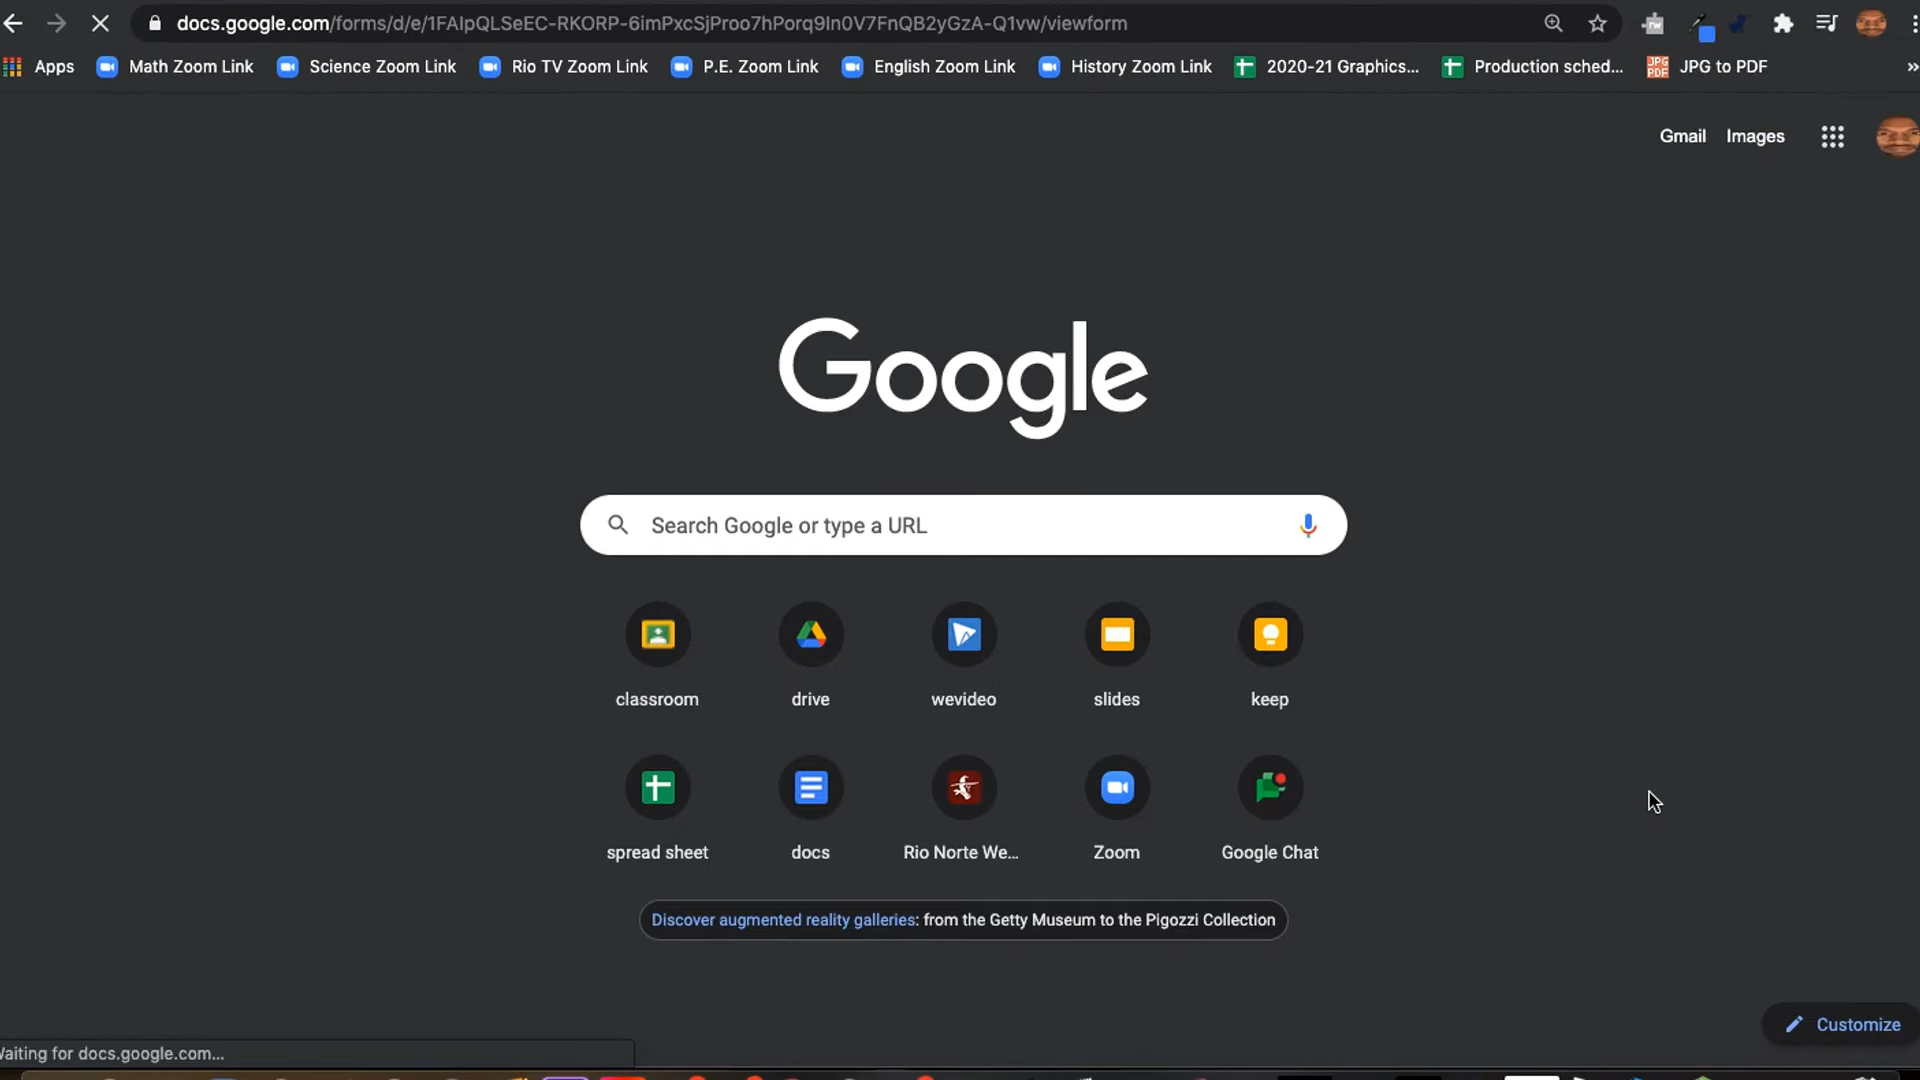 docs.google.com/forms/d/e/1FAIpQLSeEC-RKORP-6imPxcSjProo7hPorq9In0V7FnQB2yGzA-Q1vw/viewform
Apps Math Zoom Link Science Zoom Link Rio TV Zoom Link P.E. Zoom Link English Zoom Link History Zoom Link 2020-21 Graphics... Production sched... JPG PDF JPG to PDF »
Gmail Images
Google
Search Google or type a URL
classroom drive wevideo slides keep
spread sheet docs Rio Norte We... Zoom Google Chat
Discover augmented reality galleries: from the Getty Museum to the Pigozzi Collection
Customize
Waiting for docs.google.com...